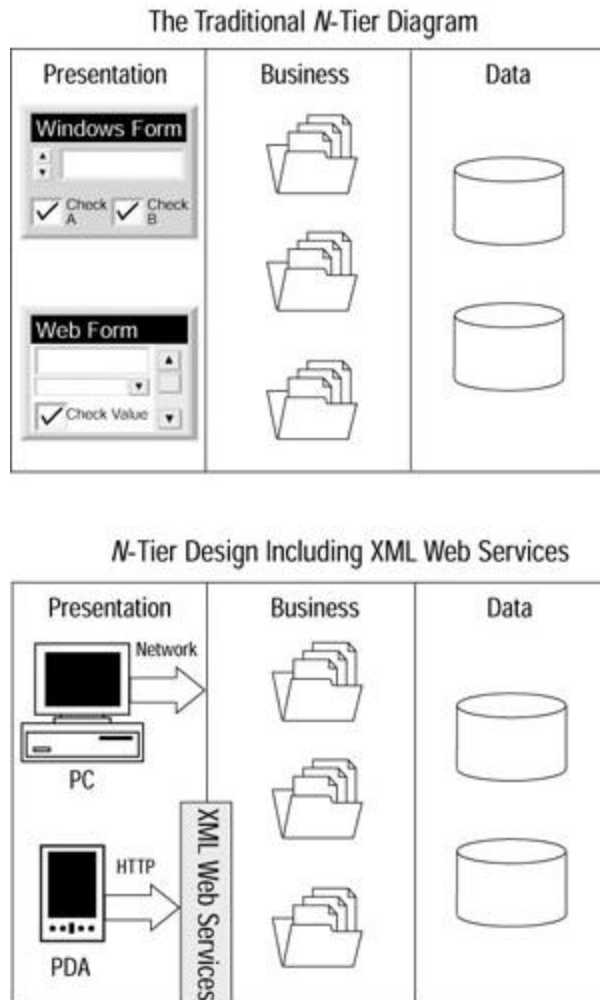 The Traditional N-Tier Diagram
Presentation
Business
Data
Windows Form
Check A
Check B
Web Form
Check Value
N-Tier Design Including XML Web Services
Presentation
Business
Data
Network
PC
HTTP
PDA
XML Web Services